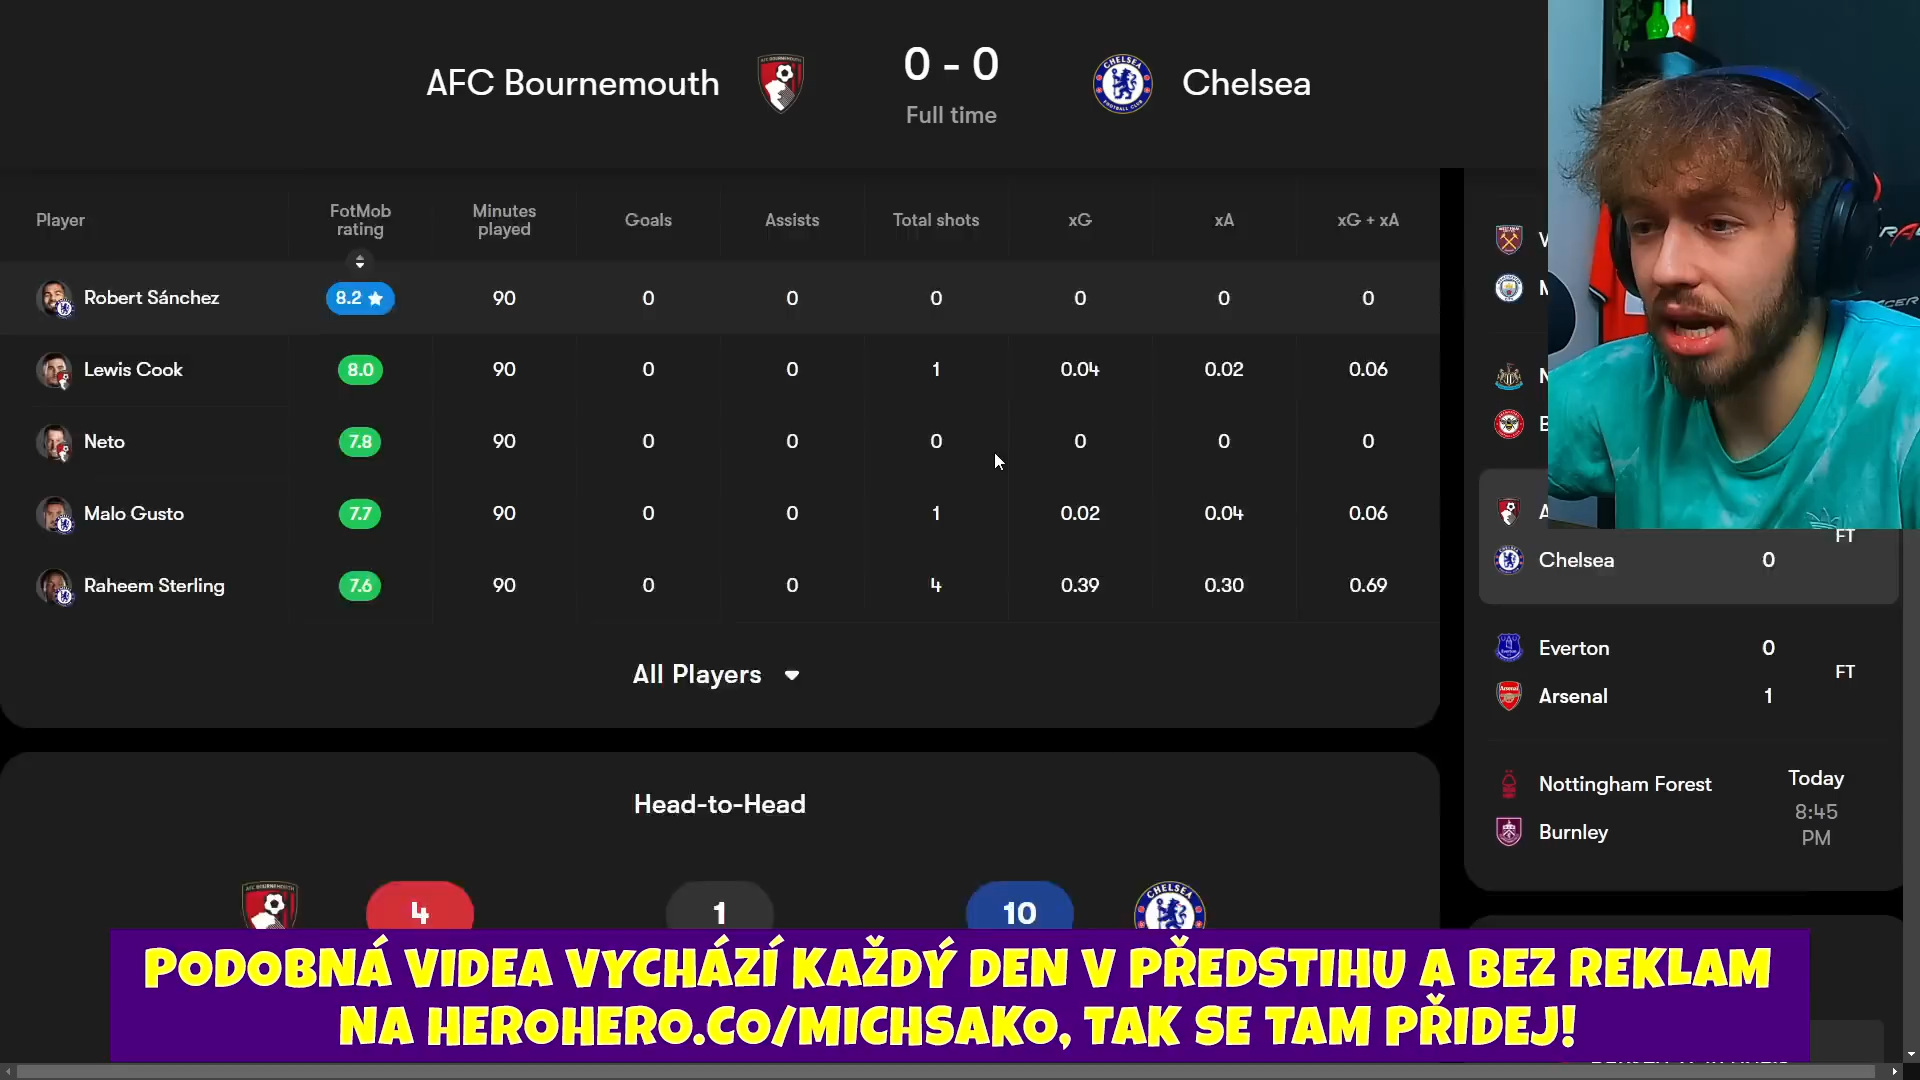 AFC Bournemouth
0 - 0
Full time
Chelsea
Player
FotMob rating
Minutes played
Goals
Assists
Total shots
xG
xA
xG + xA
Robert Sánchez 8.2 90 0 0 0 0 0 0
Lewis Cook 8.0 90 0 0 1 0.04 0.02 0.06
Neto 7.8 90 0 0 0 0 0 0
Malo Gusto 7.7 90 0 0 1 0.02 0.04 0.06
Raheem Sterling 7.6 90 0 0 4 0.39 0.30 0.69
All Players
Head-to-Head
4 1 10
FT
Chelsea 0
Everton 0
FT
Arsenal 1
Nottingham Forest
Today
8:45
PM
Burnley
PODOBNÁ VIDEA VYCHÁZÍ KAŽDÝ DEN V PŘEDSTIHU A BEZ REKLAM
NA HEROHERO.CO/MICHSAKO, TAK SE TAM PŘIDEJ!